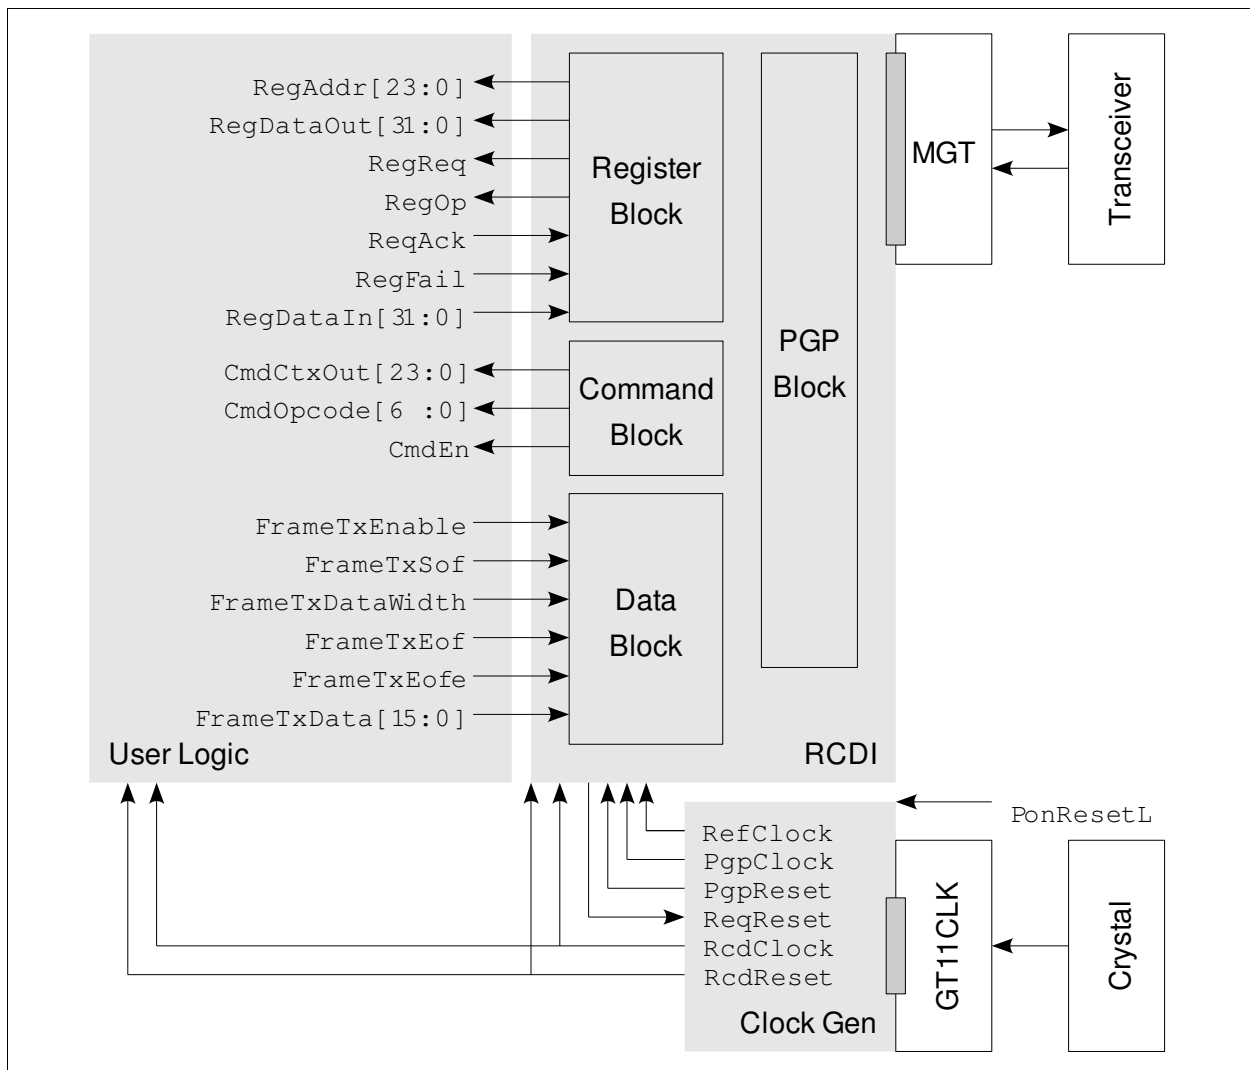 RegAddr[23:0]
RegDataOut[31:0]
RegReq
RegOp
ReqAck
RegFail
RegDataIn[31:0]
Register
Block
CmdCtxOut[23:0]
CmdOpcode[6 :0]
CmdEn
Command
Block
FrameTxEnable
FrameTxSof
FrameTxDataWidth
FrameTxEof
FrameTxEofe
FrameTxData[15:0]
Data
Block
User Logic
PGP
Block
RCDI
MGT
Transceiver
PonResetL
RefClock
PgpClock
PgpReset
ReqReset
RcdClock
RcdReset
Clock Gen
GT11CLK
Crystal